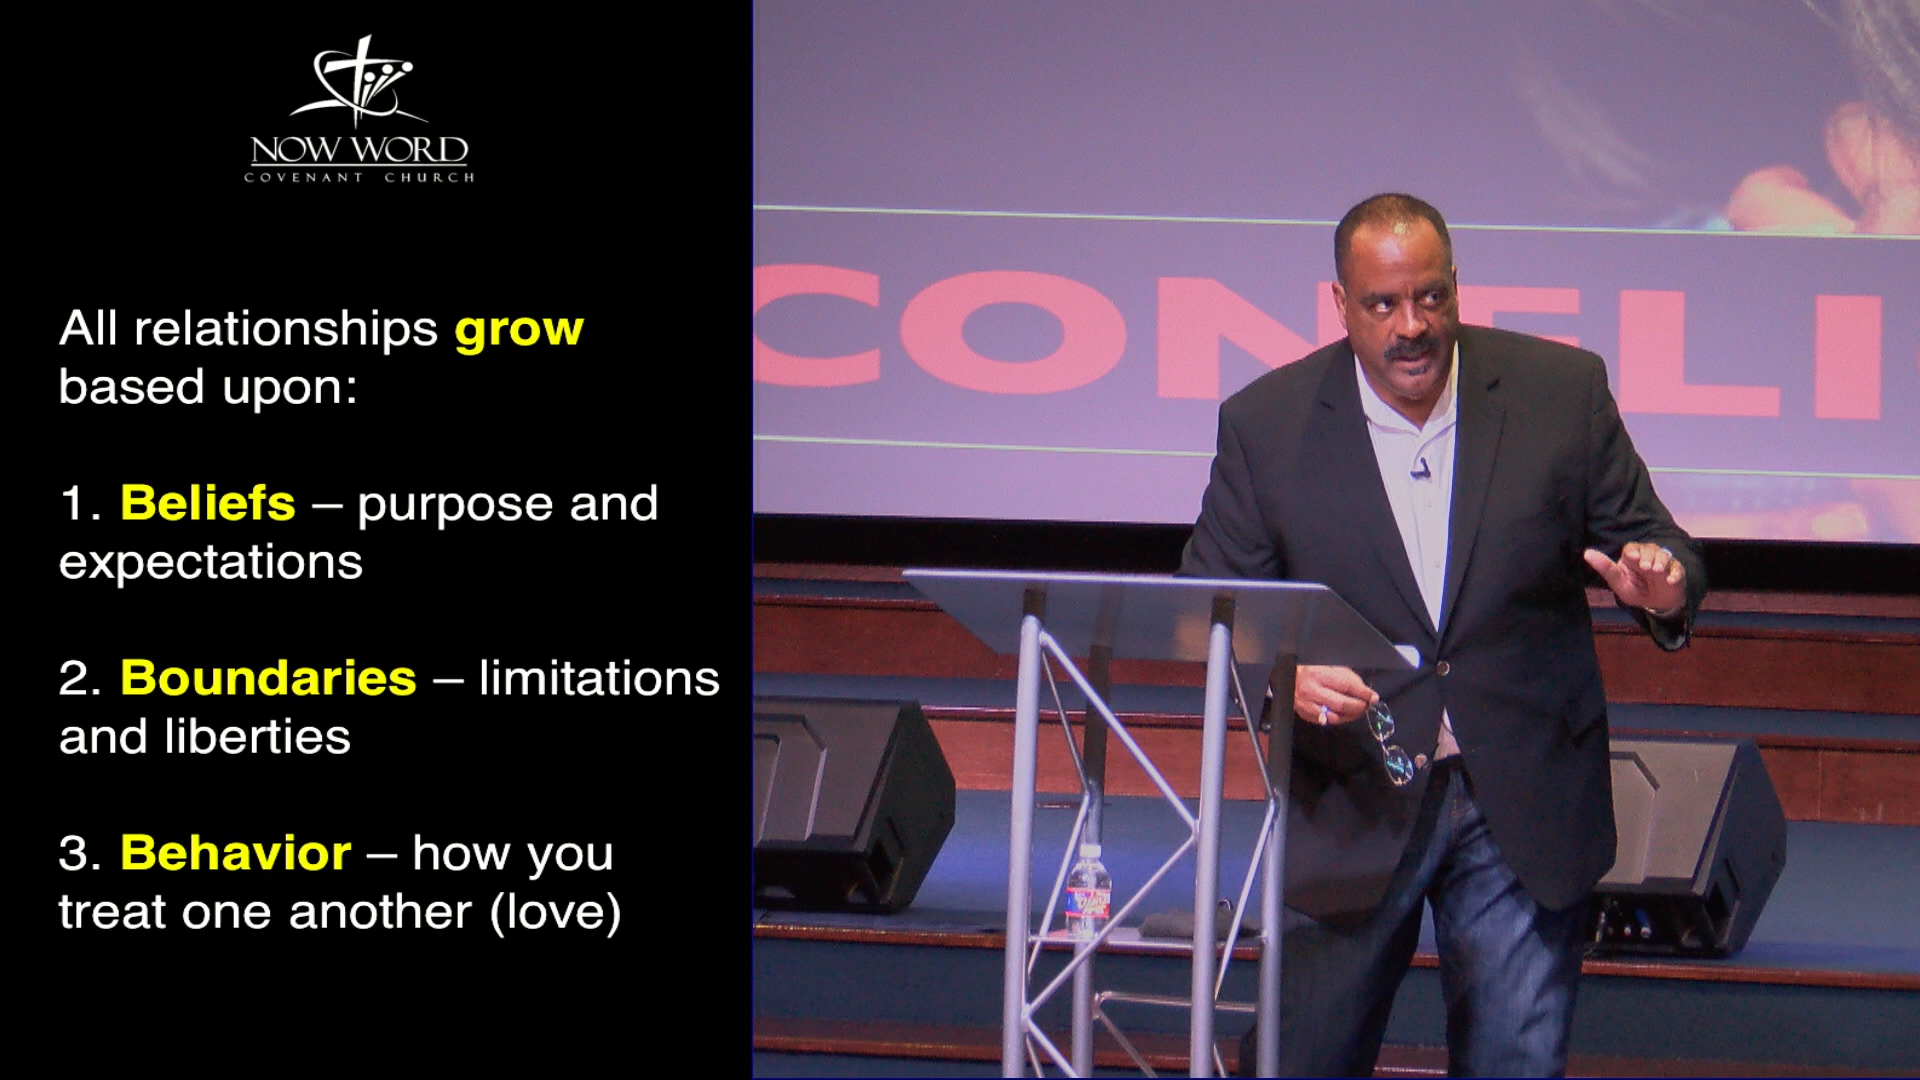 NOW WORD
COVENANT CHURCH
All relationships grow
based upon:
1. Beliefs – purpose and
expectations
2. Boundaries – limitations
and liberties
3. Behavior – how you
treat one another (love)
CONFLI